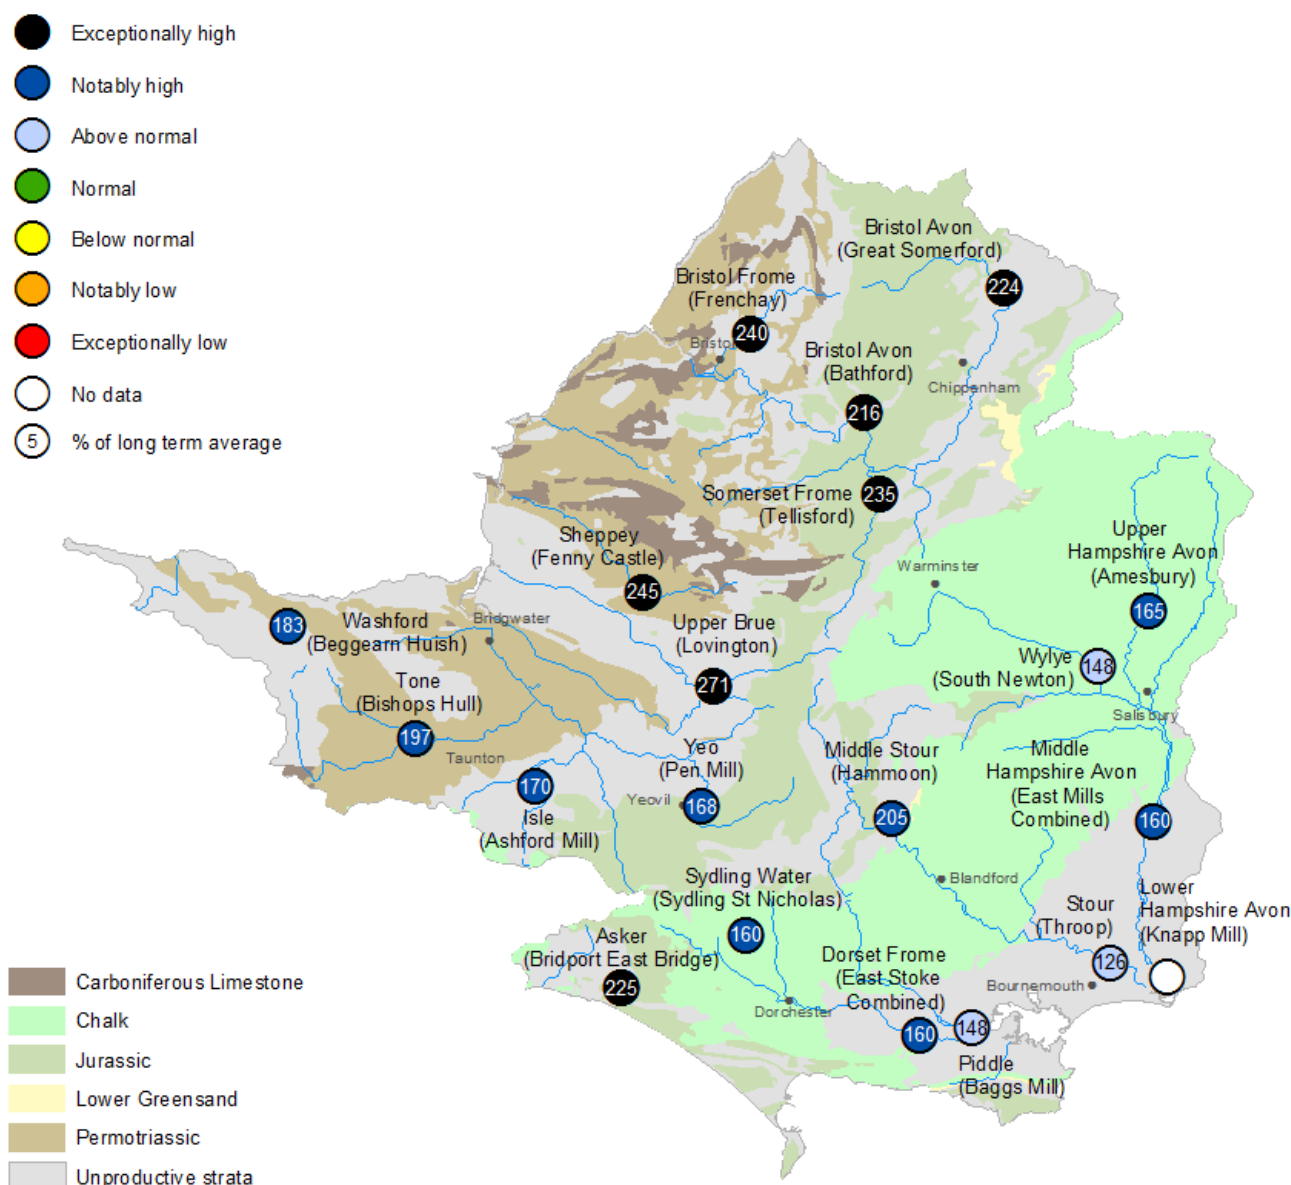 Exceptionally high
Notably high
Above normal
Normal
Below normal
Notably low
Exceptionally low
No data
5 % of long term average
Bristol Avon
(Great Somerford)
224
Bristol Frome
(Frenchay)
240
Bristol
Bristol Avon
(Bathford)
216
Chippenham
Somerset Frome
(Tellisford)
235
Sheppey
(Fenny Castle)
245
Upper
Hampshire Avon
(Amesbury)
165
Warminster
Washford
(Beggearn Huish)
183
Bridgwater
Upper Brue
(Lovington)
271
Wylye
(South Newton)
148
Salisbury
Tone
(Bishops Hull)
197
Taunton
Yeo
(Pen Mill)
168
Yeovil
170
Isle
(Ashford Mill)
Middle Stour
(Hammoon)
205
Middle
Hampshire Avon
(East Mills
Combined)
160
Blandford
Sydling Water
(Sydling St Nicholas)
160
Stour
(Throop)
126
Lower
Hampshire Avon
(Knapp Mill)
Bournemouth
Asker
(Bridport East Bridge)
225
Dorset Frome
(East Stoke
Combined)
160
Dorchester
148
Piddle
(Baggs Mill)
Carboniferous Limestone
Chalk
Jurassic
Lower Greensand
Permotriassic
Unproductive strata